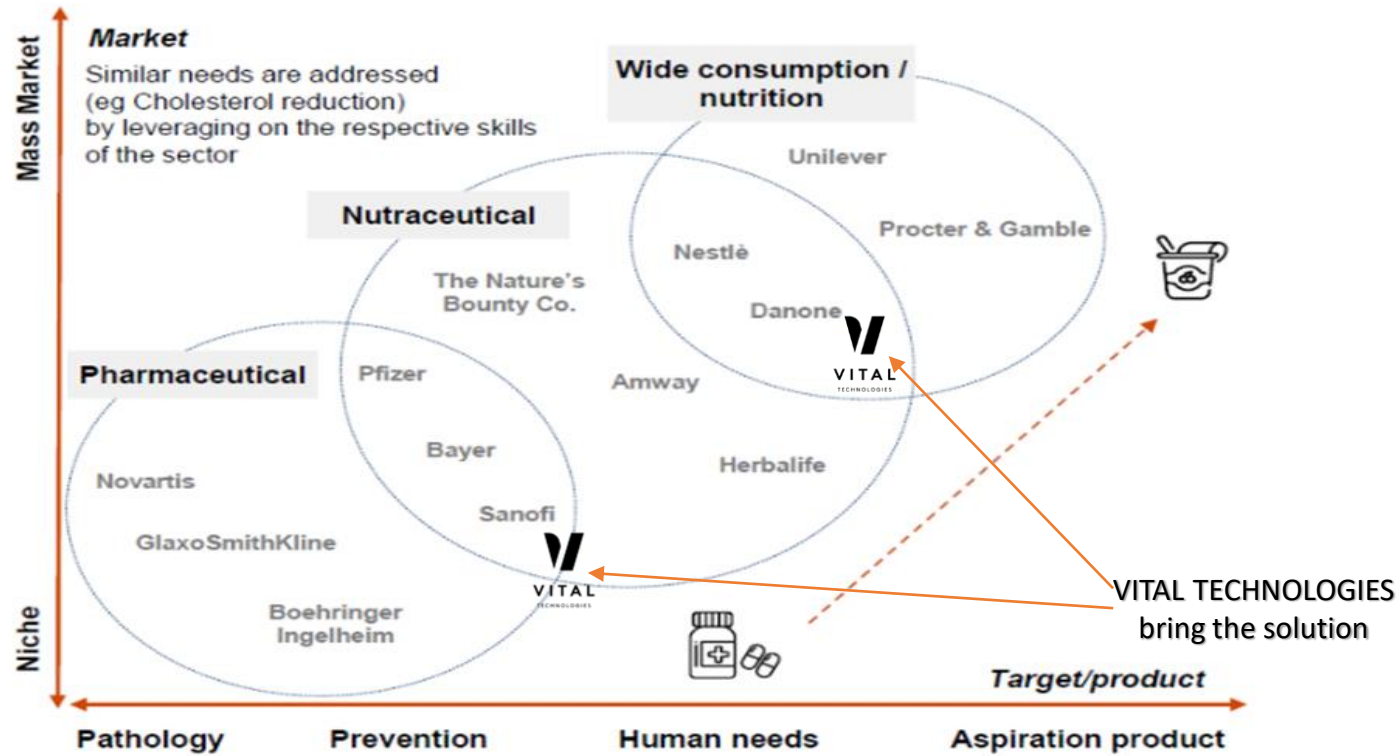 Market
Similar needs are addressed
(eg Cholesterol reduction)
by leveraging on the respective skills
of the sector
Mass Market
Niche
Wide consumption /
nutrition
Unilever
Procter & Gamble
Nestlè
Danone
VITAL
TECHNOLOGIES
Nutraceutical
The Nature's
Bounty Co.
Amway
Herbalife
Pharmaceutical
Pfizer
Bayer
Sanofi
Novartis
GlaxoSmithKline
Boehringer
Ingelheim
VITAL
TECHNOLOGIES
VITAL TECHNOLOGIES
bring the solution
Target/product
Pathology
Prevention
Human needs
Aspiration product